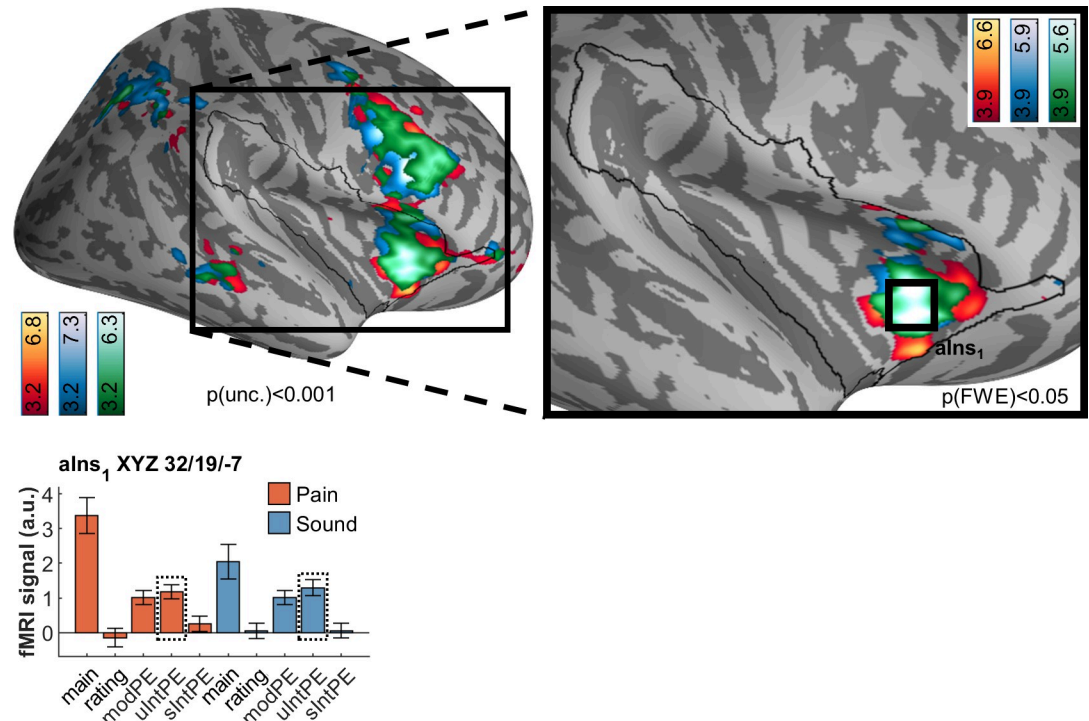 6.6 5.9 5.6
3.9 3.9 3.9
6.8 7.3 6.3
3.2 3.2 3.2
p(unc.)<0.001
aIns1
p(FWE)<0.05
aIns1 XYZ 32/19/-7
Pain
Sound
fMRI signal (a.u.)
4
3
2
1
0
main rating modPE uIntPE sIntPE main rating modPE uIntPE sIntPE